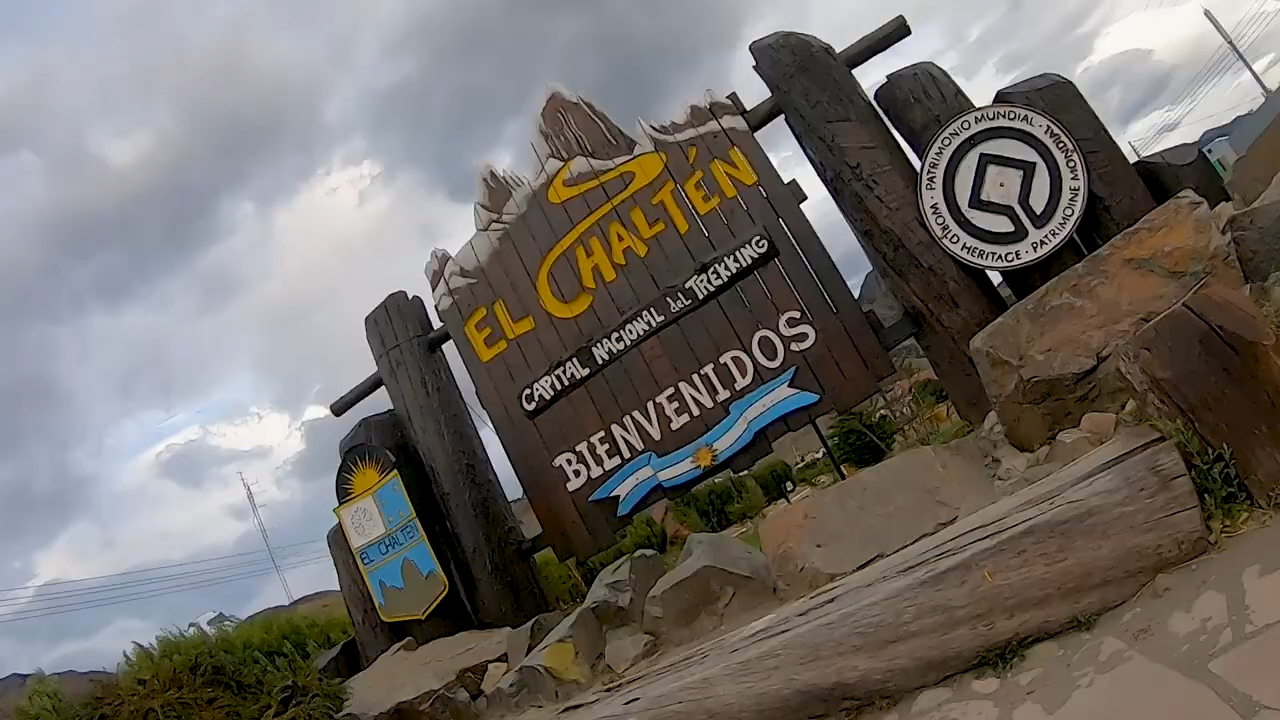 EL CHALTÉN
CAPITAL NACIONAL del TREKKING
BIENVENIDOS
EL CHALTEN
· PATRIMONIO MUNDIAL · PATRIMOINE MONDIAL · WORLD HERITAGE